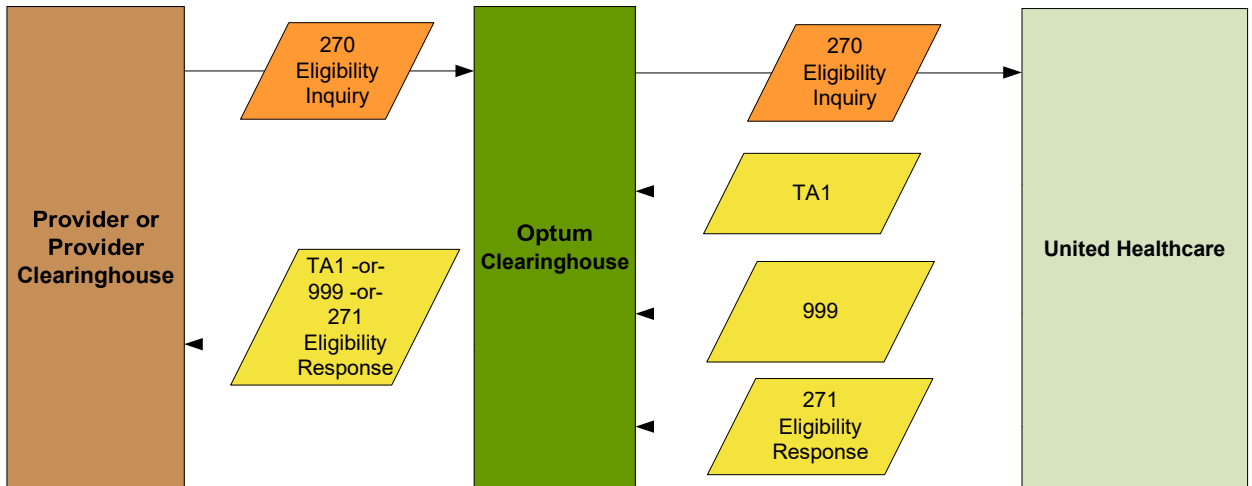 270
Eligibility
Inquiry
270
Eligibility
Inquiry
TA1
Provider or
Provider
Clearinghouse
Optum
Clearinghouse
United Healthcare
TA1 -or-
999 -or-
271
Eligibility
Response
999
271
Eligibility
Response